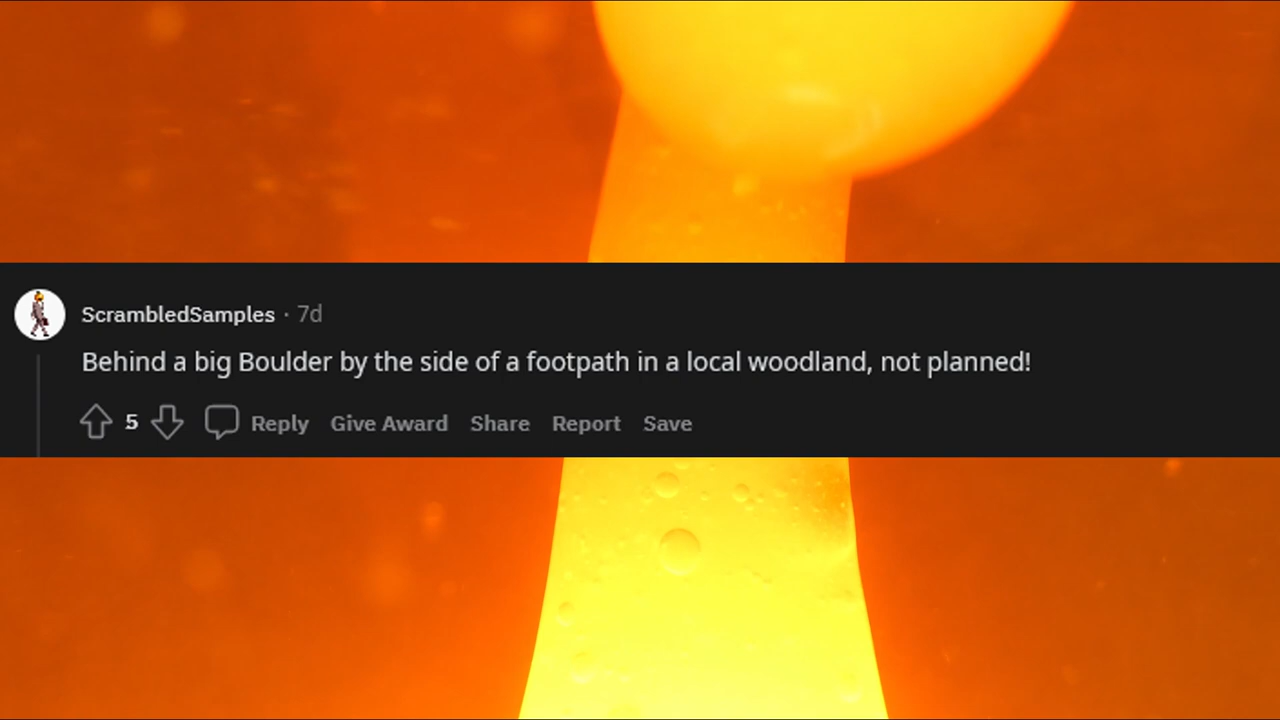 ScrambledSamples · 7d
Behind a big Boulder by the side of a footpath in a local woodland, not planned!
5 Reply Give Award Share Report Save